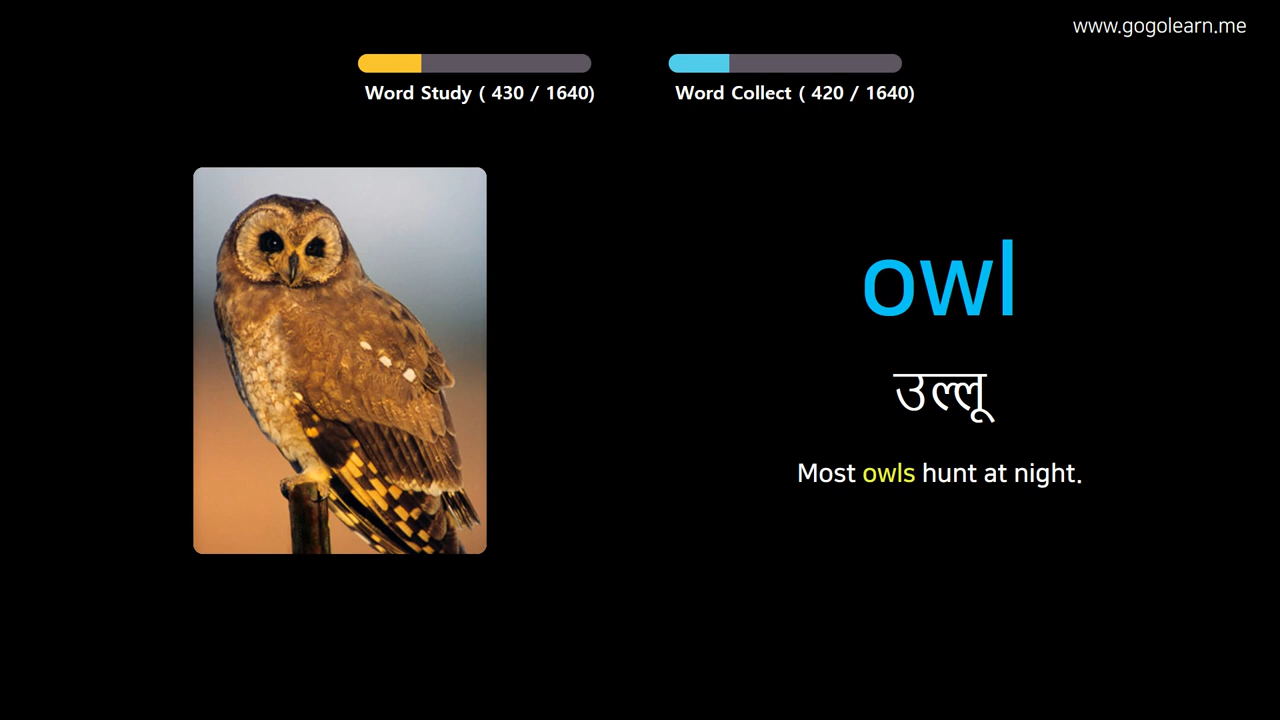 www.gogolearn.me
Word Study ( 430 / 1640)
Word Collect ( 420 / 1640)
owl
उल्लू
Most owls hunt at night.